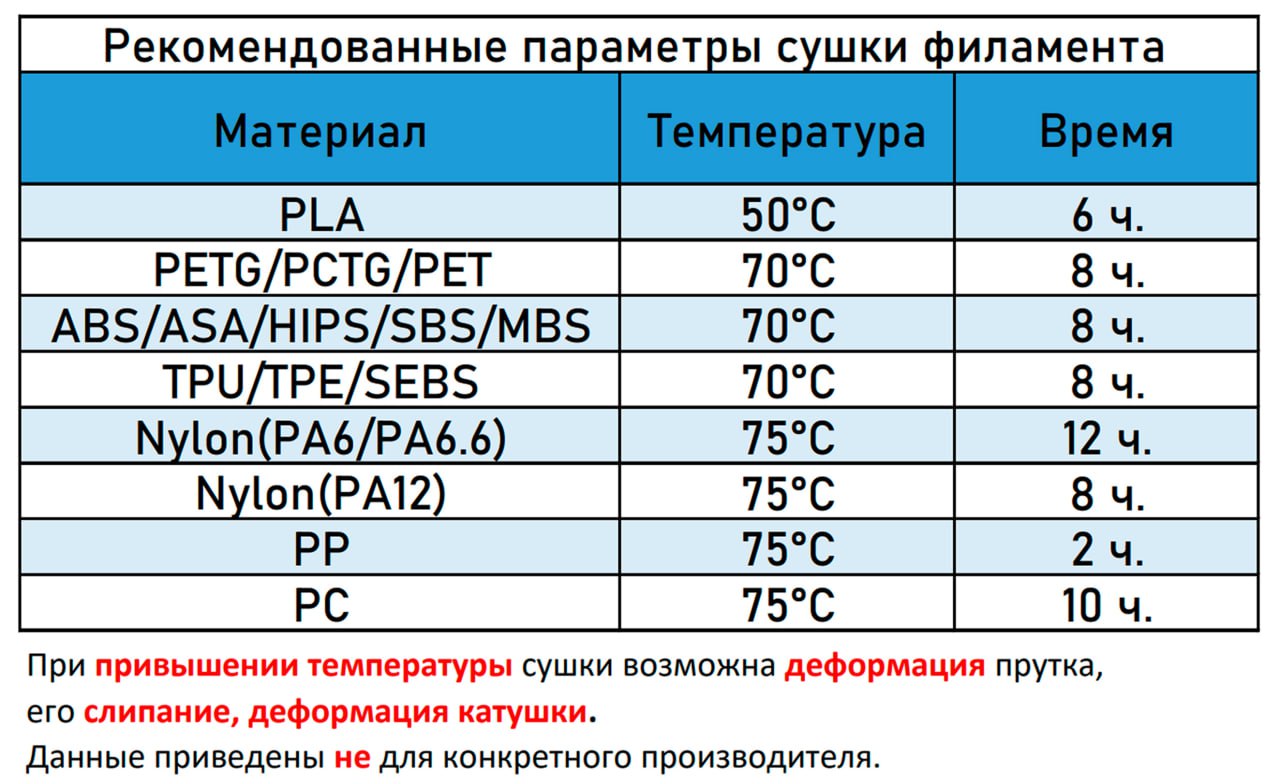 Рекомендованные параметры сушки филамента
Материал Температура Время
PLA 50°C 6 ч.
PETG/PCTG/PET 70°C 8 ч.
ABS/ASA/HIPS/SBS/MBS 70°C 8 ч.
TPU/TPE/SEBS 70°C 8 ч.
Nylon(PA6/PA6.6) 75°C 12 ч.
Nylon(PA12) 75°C 8 ч.
PP 75°C 2 ч.
PC 75°C 10 ч.
При привышении температуры сушки возможна деформация прутка,
его слипание, деформация катушки.
Данные приведены не для конкретного производителя.